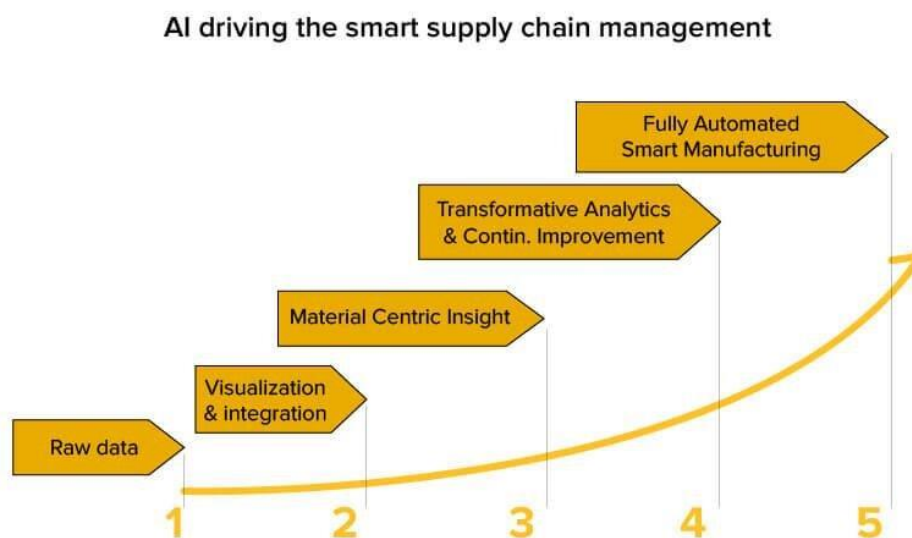 AI driving the smart supply chain management
Fully Automated
Smart Manufacturing
Transformative Analytics
& Contin. Improvement
Material Centric Insight
Visualization
& integration
Raw data
1 2 3 4 5